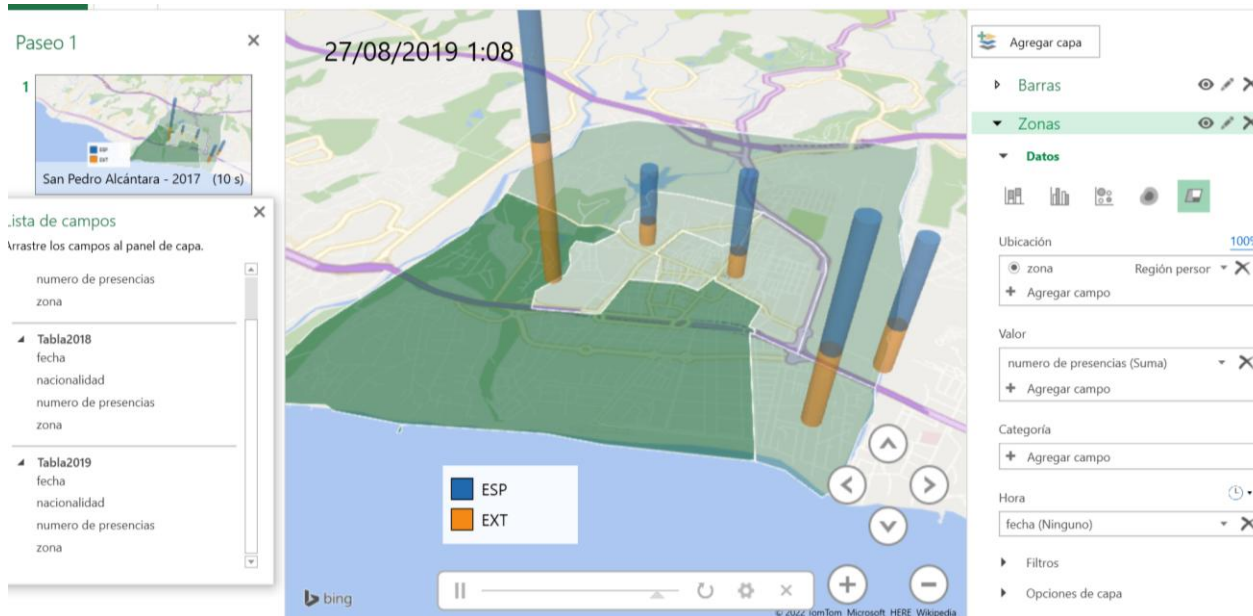 Paseo 1
1
San Pedro Alcántara - 2017 (10 s)
ESP
EXT
Lista de campos
Arrastre los campos al panel de capa.
numero de presencias
zona
Tabla2018
fecha
nacionalidad
numero de presencias
zona
Tabla2019
fecha
nacionalidad
numero de presencias
zona
27/08/2019 1:08
ESP
EXT
bing
© 2022 TomTom Microsoft HERE Wikipedia
Agregar capa
Barras
Zonas
Datos
Ubicación 100%
zona Región persor
Agregar campo
Valor
numero de presencias (Suma)
Agregar campo
Categoría
Agregar campo
Hora
fecha (Ninguno)
Filtros
Opciones de capa